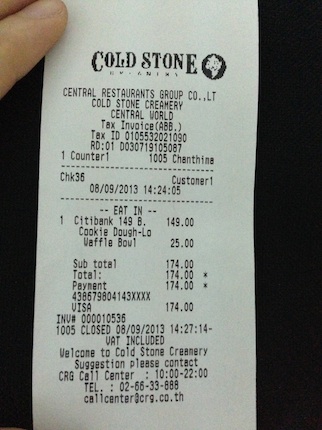 COLD STONE
CREAMERY
CENTRAL RESTAURANTS GROUP CO.,LT
COLD STONE CREAMERY
CENTRAL WORLD
Tax Invoice(ABB.)
Tax ID 0105532021090
RD:01 D030719105087
1 Counter1 1005 Chanthima
Chk36 Customer1
08/09/2013 14:24:05
-- EAT IN --
1 Citibank 149 B. 149.00
Cookie Dough-Lo
Waffle Bowl 25.00
Sub total 174.00
Total: 174.00 *
Payment 174.00 *
438679804143XXXX
VISA 174.00
INV# 000010536
1005 CLOSED 08/09/2013 14:27:14-
VAT INCLUDED
Welcome to Cold Stone Creamery
Suggestion please contact
CRG Call Center : 10:00-22:00
TEL. : 02-66-33-888
callcenter@crg.co.th